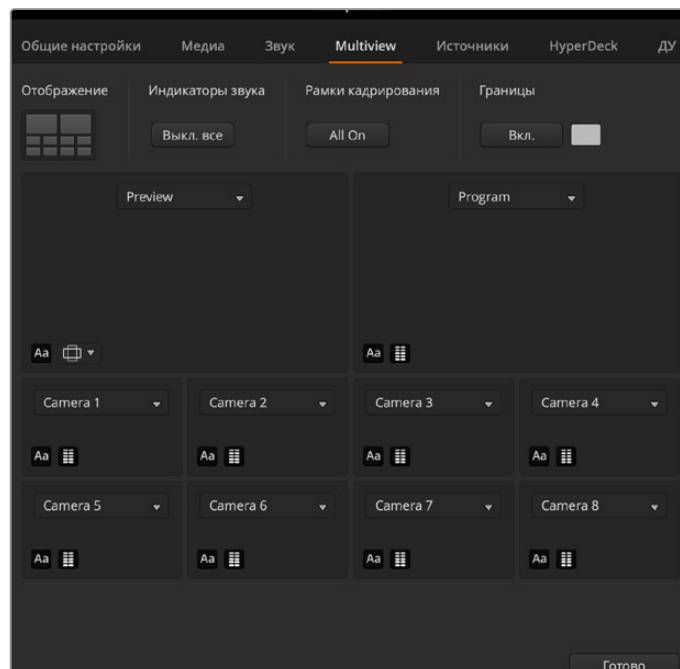 Общие настройки Медиа Звук Multiview Источники HyperDeck ДУ
Отображение Индикаторы звука Рамки кадрирования Границы
Выкл. все All On Вкл.
Preview Program
Aa Aa
Camera 1 Camera 2 Camera 3 Camera 4
Aa Aa Aa Aa
Camera 5 Camera 6 Camera 7 Camera 8
Aa Aa Aa Aa
Готово